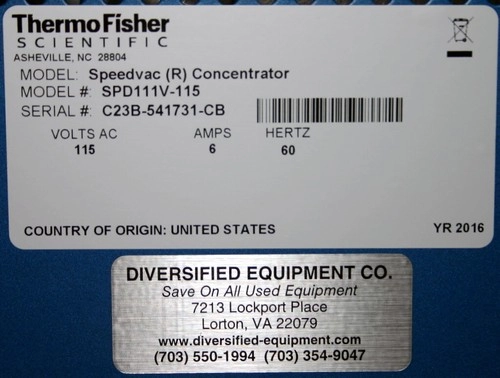 ThermoFisher
SCIENTIFIC
ASHEVILLE, NC 28804
MODEL: Speedvac (R) Concentrator
MODEL #: SPD111V-115
SERIAL #: C23B-541731-CB
VOLTS AC AMPS HERTZ
115 6 60
COUNTRY OF ORIGIN: UNITED STATES YR 2016
DIVERSIFIED EQUIPMENT CO.
Save On All Used Equipment
7213 Lockport Place
Lorton, VA 22079
www.diversified-equipment.com
(703) 550-1994 (703) 354-9047